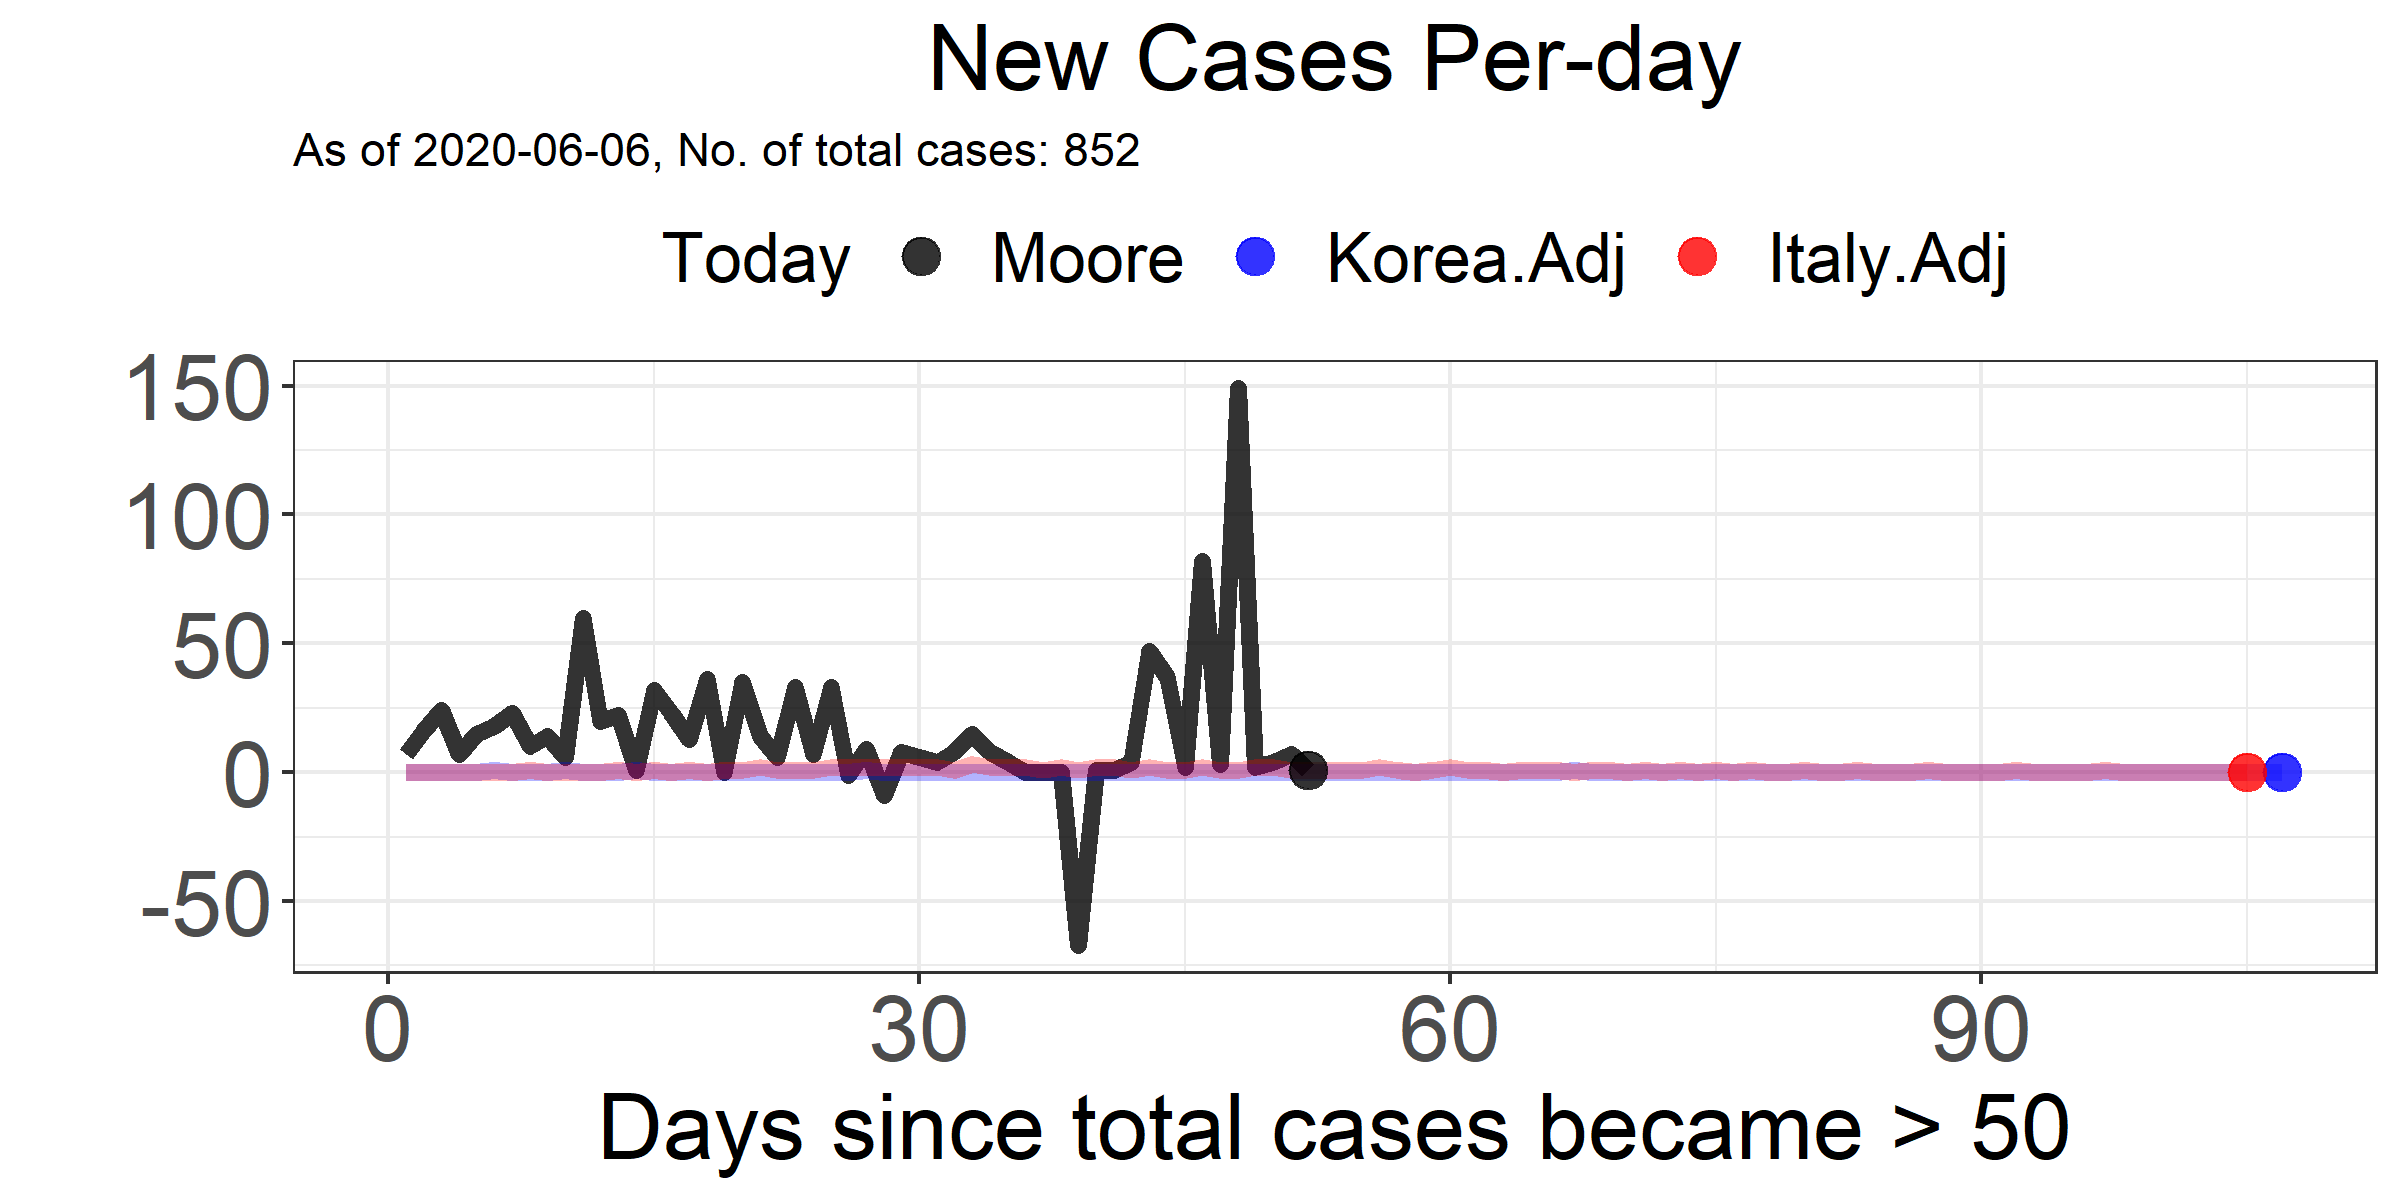 New Cases Per-day
As of 2020-06-06, No. of total cases: 852
Today Moore Korea.Adj Italy.Adj
150
100
50
0
-50
0 30 60 90
Days since total cases became > 50